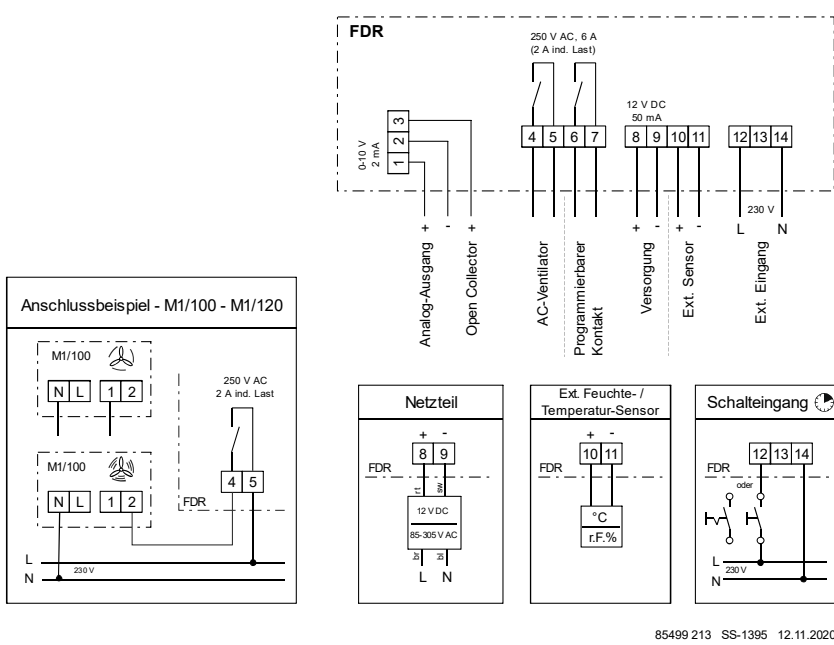 FDR
250 V AC, 6 A
(2 A ind. Last)
12 V DC
50 mA
0-10 V
2 mA
3
2
1
4 5 6 7
8 9 10 11
12 13 14
230 V
+ - +
+ - + -
L N
Analog-Ausgang
Open Collector
AC-Ventilator
Programmierbarer
Kontakt
Versorgung
Ext. Sensor
Ext. Eingang
Anschlussbeispiel - M1/100 - M1/120
M1/100
N L 1 2
250 V AC
2 A ind. Last
M1/100
N L 1 2
4 5
FDR
L
N
230 V
Netzteil
+ -
8 9
FDR
rt sw
12 V DC
85-305 V AC
br bl
L N
Ext. Feuchte- /
Temperatur-Sensor
+ -
10 11
FDR
°C
r.F.%
Schalteingang
12 13 14
FDR
oder
L
230 V
N
85499 213 SS-1395 12.11.2020